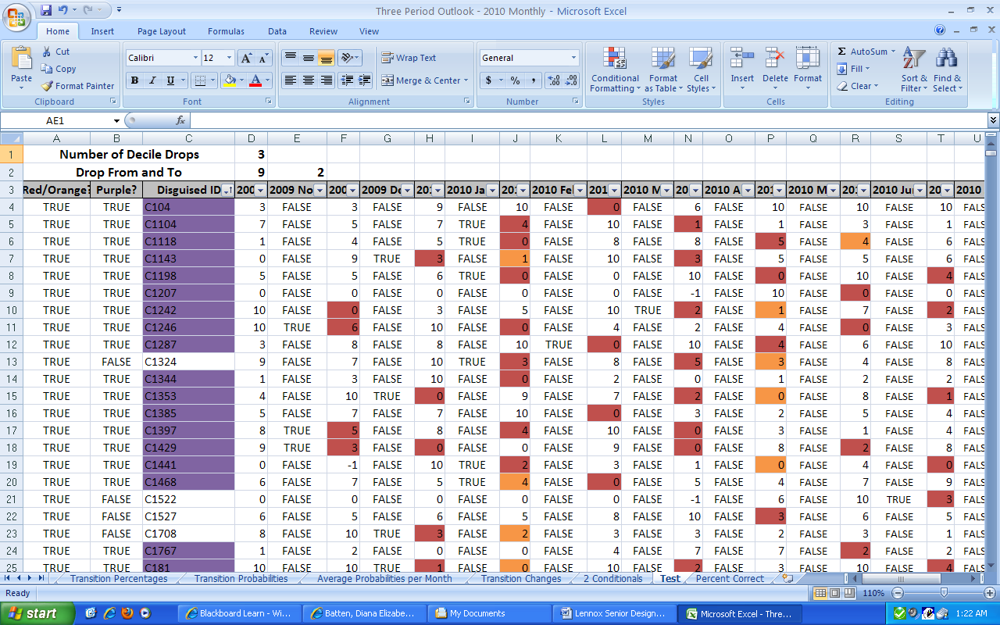 Three Period Outlook - 2010 Monthly - Microsoft Excel
Home Insert Page Layout Formulas Data Review View
Paste Cut Copy Format Painter Clipboard
Calibri 12 A A B I U A Font
Wrap Text Merge & Center Alignment
General $ % , .00 .00 Number
Conditional Formatting Format as Table Cell Styles Styles
Insert Delete Format Cells
Σ AutoSum Fill Clear Sort & Filter Find & Select Editing
AE1 fx
A B C D E F G H I J K L M N O P Q R S T U
1 Number of Decile Drops 3
2 Drop From and To 9 2
3 Red/Orange? Purple? Disguised ID 200 2009 No 200 2009 De 201 2010 Ja 201 2010 Fe 201 2010 M 20 2010 A 201 2010 M 201 2010 Jun 20 2010
4 TRUE TRUE C104 3 FALSE 3 FALSE 9 FALSE 10 FALSE 0 FALSE 6 FALSE 10 FALSE 10 FALSE 10 FALS
5 TRUE TRUE C1104 7 FALSE 5 FALSE 7 TRUE 4 FALSE 10 FALSE 1 FALSE 1 FALSE 3 FALSE 1 FALS
6 TRUE TRUE C1118 1 FALSE 4 FALSE 5 TRUE 0 FALSE 8 FALSE 8 FALSE 5 FALSE 4 FALSE 6 FALS
7 TRUE TRUE C1143 0 FALSE 9 TRUE 3 FALSE 1 FALSE 10 FALSE 3 FALSE 5 FALSE 5 FALSE 6 FALS
8 TRUE TRUE C1198 5 FALSE 5 FALSE 6 TRUE 0 FALSE 0 FALSE 10 FALSE 0 FALSE 10 FALSE 4 FALS
9 TRUE TRUE C1207 0 FALSE 0 FALSE 0 FALSE 0 FALSE 0 FALSE -1 FALSE 10 FALSE 0 FALSE 0 FALS
10 TRUE TRUE C1242 10 FALSE 0 FALSE 3 FALSE 5 FALSE 10 TRUE 2 FALSE 1 FALSE 7 FALSE 2 FALS
11 TRUE TRUE C1246 10 TRUE 6 FALSE 10 FALSE 0 FALSE 4 FALSE 2 FALSE 4 FALSE 0 FALSE 3 FALS
12 TRUE TRUE C1287 3 FALSE 8 FALSE 8 FALSE 10 TRUE 0 FALSE 10 FALSE 4 FALSE 6 FALSE 10 FALS
13 TRUE FALSE C1324 9 FALSE 7 FALSE 10 TRUE 3 FALSE 8 FALSE 5 FALSE 3 FALSE 4 FALSE 8 FALS
14 TRUE TRUE C1344 1 FALSE 3 FALSE 10 FALSE 0 FALSE 2 FALSE 0 FALSE 1 FALSE 2 FALSE 2 FALS
15 TRUE TRUE C1353 4 FALSE 10 TRUE 0 FALSE 9 FALSE 7 FALSE 2 FALSE 0 FALSE 8 FALSE 1 FALS
16 TRUE TRUE C1385 5 FALSE 7 FALSE 7 FALSE 10 FALSE 0 FALSE 3 FALSE 2 FALSE 5 FALSE 4 FALS
17 TRUE TRUE C1397 8 TRUE 5 FALSE 8 FALSE 4 FALSE 10 FALSE 0 FALSE 3 FALSE 1 FALSE 4 FALS
18 TRUE TRUE C1429 9 TRUE 3 FALSE 0 FALSE 0 FALSE 9 FALSE 0 FALSE 8 FALSE 2 FALSE 8 FALS
19 TRUE TRUE C1441 0 FALSE -1 FALSE 10 TRUE 2 FALSE 3 FALSE 1 FALSE 0 FALSE 4 FALSE 0 FALS
20 TRUE TRUE C1468 6 FALSE 7 FALSE 5 TRUE 4 FALSE 0 FALSE 5 FALSE 4 FALSE 7 FALSE 9 FALS
21 TRUE FALSE C1522 0 FALSE 0 FALSE 0 FALSE 0 FALSE 0 FALSE -1 FALSE 6 FALSE 10 TRUE 3 FALS
22 TRUE FALSE C1527 6 FALSE 5 FALSE 6 FALSE 5 FALSE 8 FALSE 10 FALSE 3 FALSE 6 FALSE 5 FALS
23 TRUE FALSE C1708 8 FALSE 10 TRUE 3 FALSE 2 FALSE 3 FALSE 3 FALSE 2 FALSE 3 FALSE 1 FALS
24 TRUE TRUE C1767 1 FALSE 2 FALSE 0 FALSE 0 FALSE 4 FALSE 7 FALSE 7 FALSE 2 FALSE 2 FALS
25 TRUE TRUE C181 10 FALSE 10 TRUE 1 FALSE 0 FALSE 10 FALSE 2 FALSE 3 FALSE 10 FALSE 4 FALS
Transition Percentages Transition Probabilities Average Probabilities per Month Transition Changes 2 Conditionals Test Percent Correct
Ready 110%
start Blackboard Learn - Wi... Batten, Diana Elizabe... My Documents Lennox Senior Design... Microsoft Excel - Thre... 1:22 AM